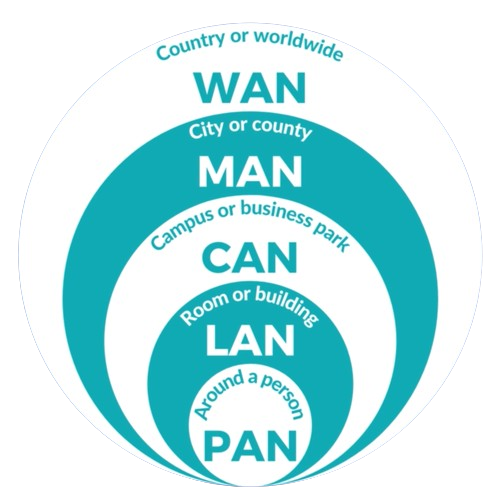 Country or worldwide
WAN
City or county
MAN
Campus or business park
CAN
Room or building
LAN
Around a person
PAN